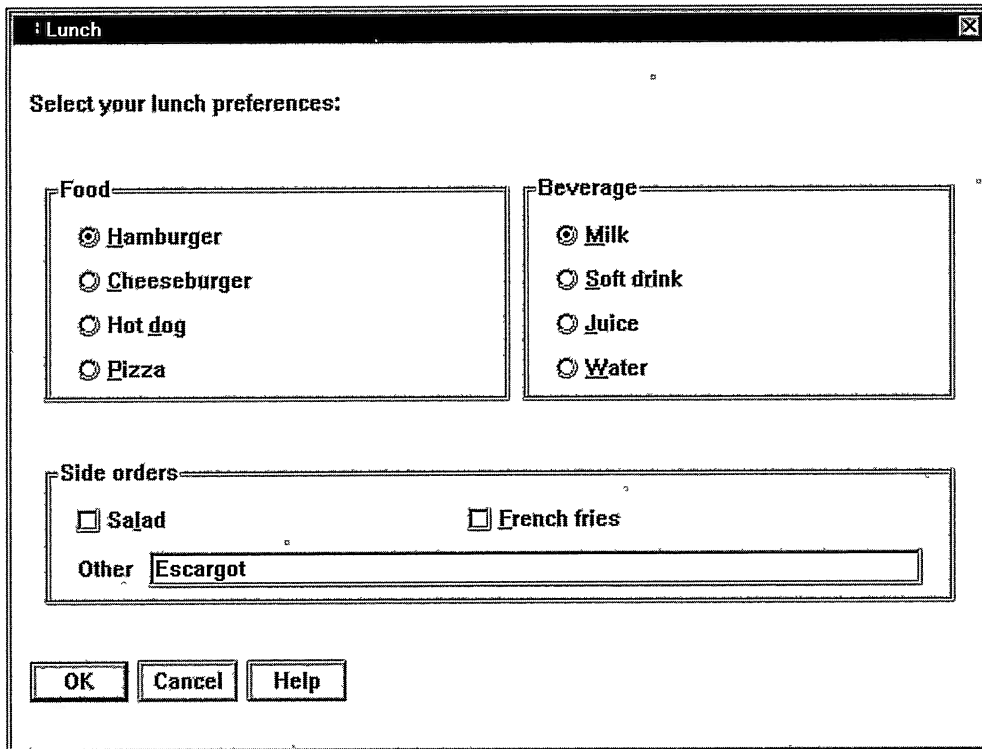 Lunch
Select your lunch preferences:
Food
Hamburger
Cheeseburger
Hot dog
Pizza
Beverage
Milk
Soft drink
Juice
Water
Side orders
Salad
French fries
Other Escargot
OK Cancel Help